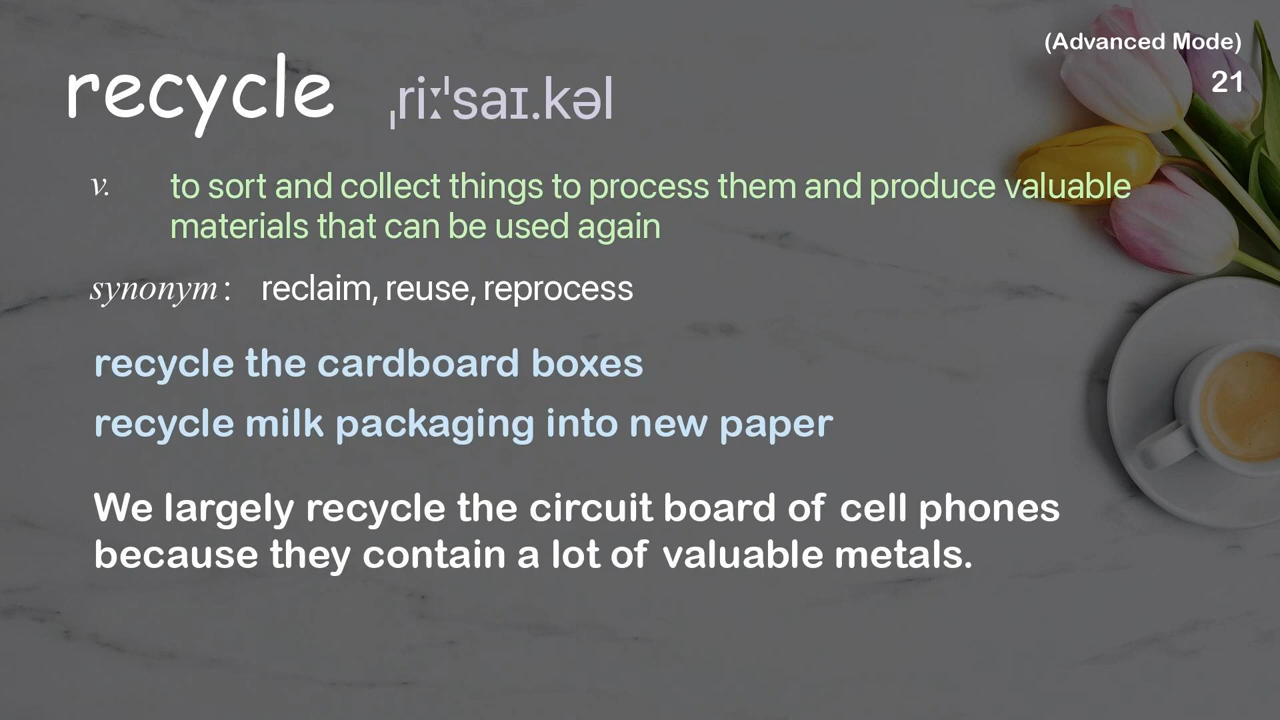 (Advanced Mode)
21
recycle ˌriːˈsaɪ.kəl
v. to sort and collect things to process them and produce valuable
materials that can be used again
synonym: reclaim, reuse, reprocess
recycle the cardboard boxes
recycle milk packaging into new paper
We largely recycle the circuit board of cell phones
because they contain a lot of valuable metals.